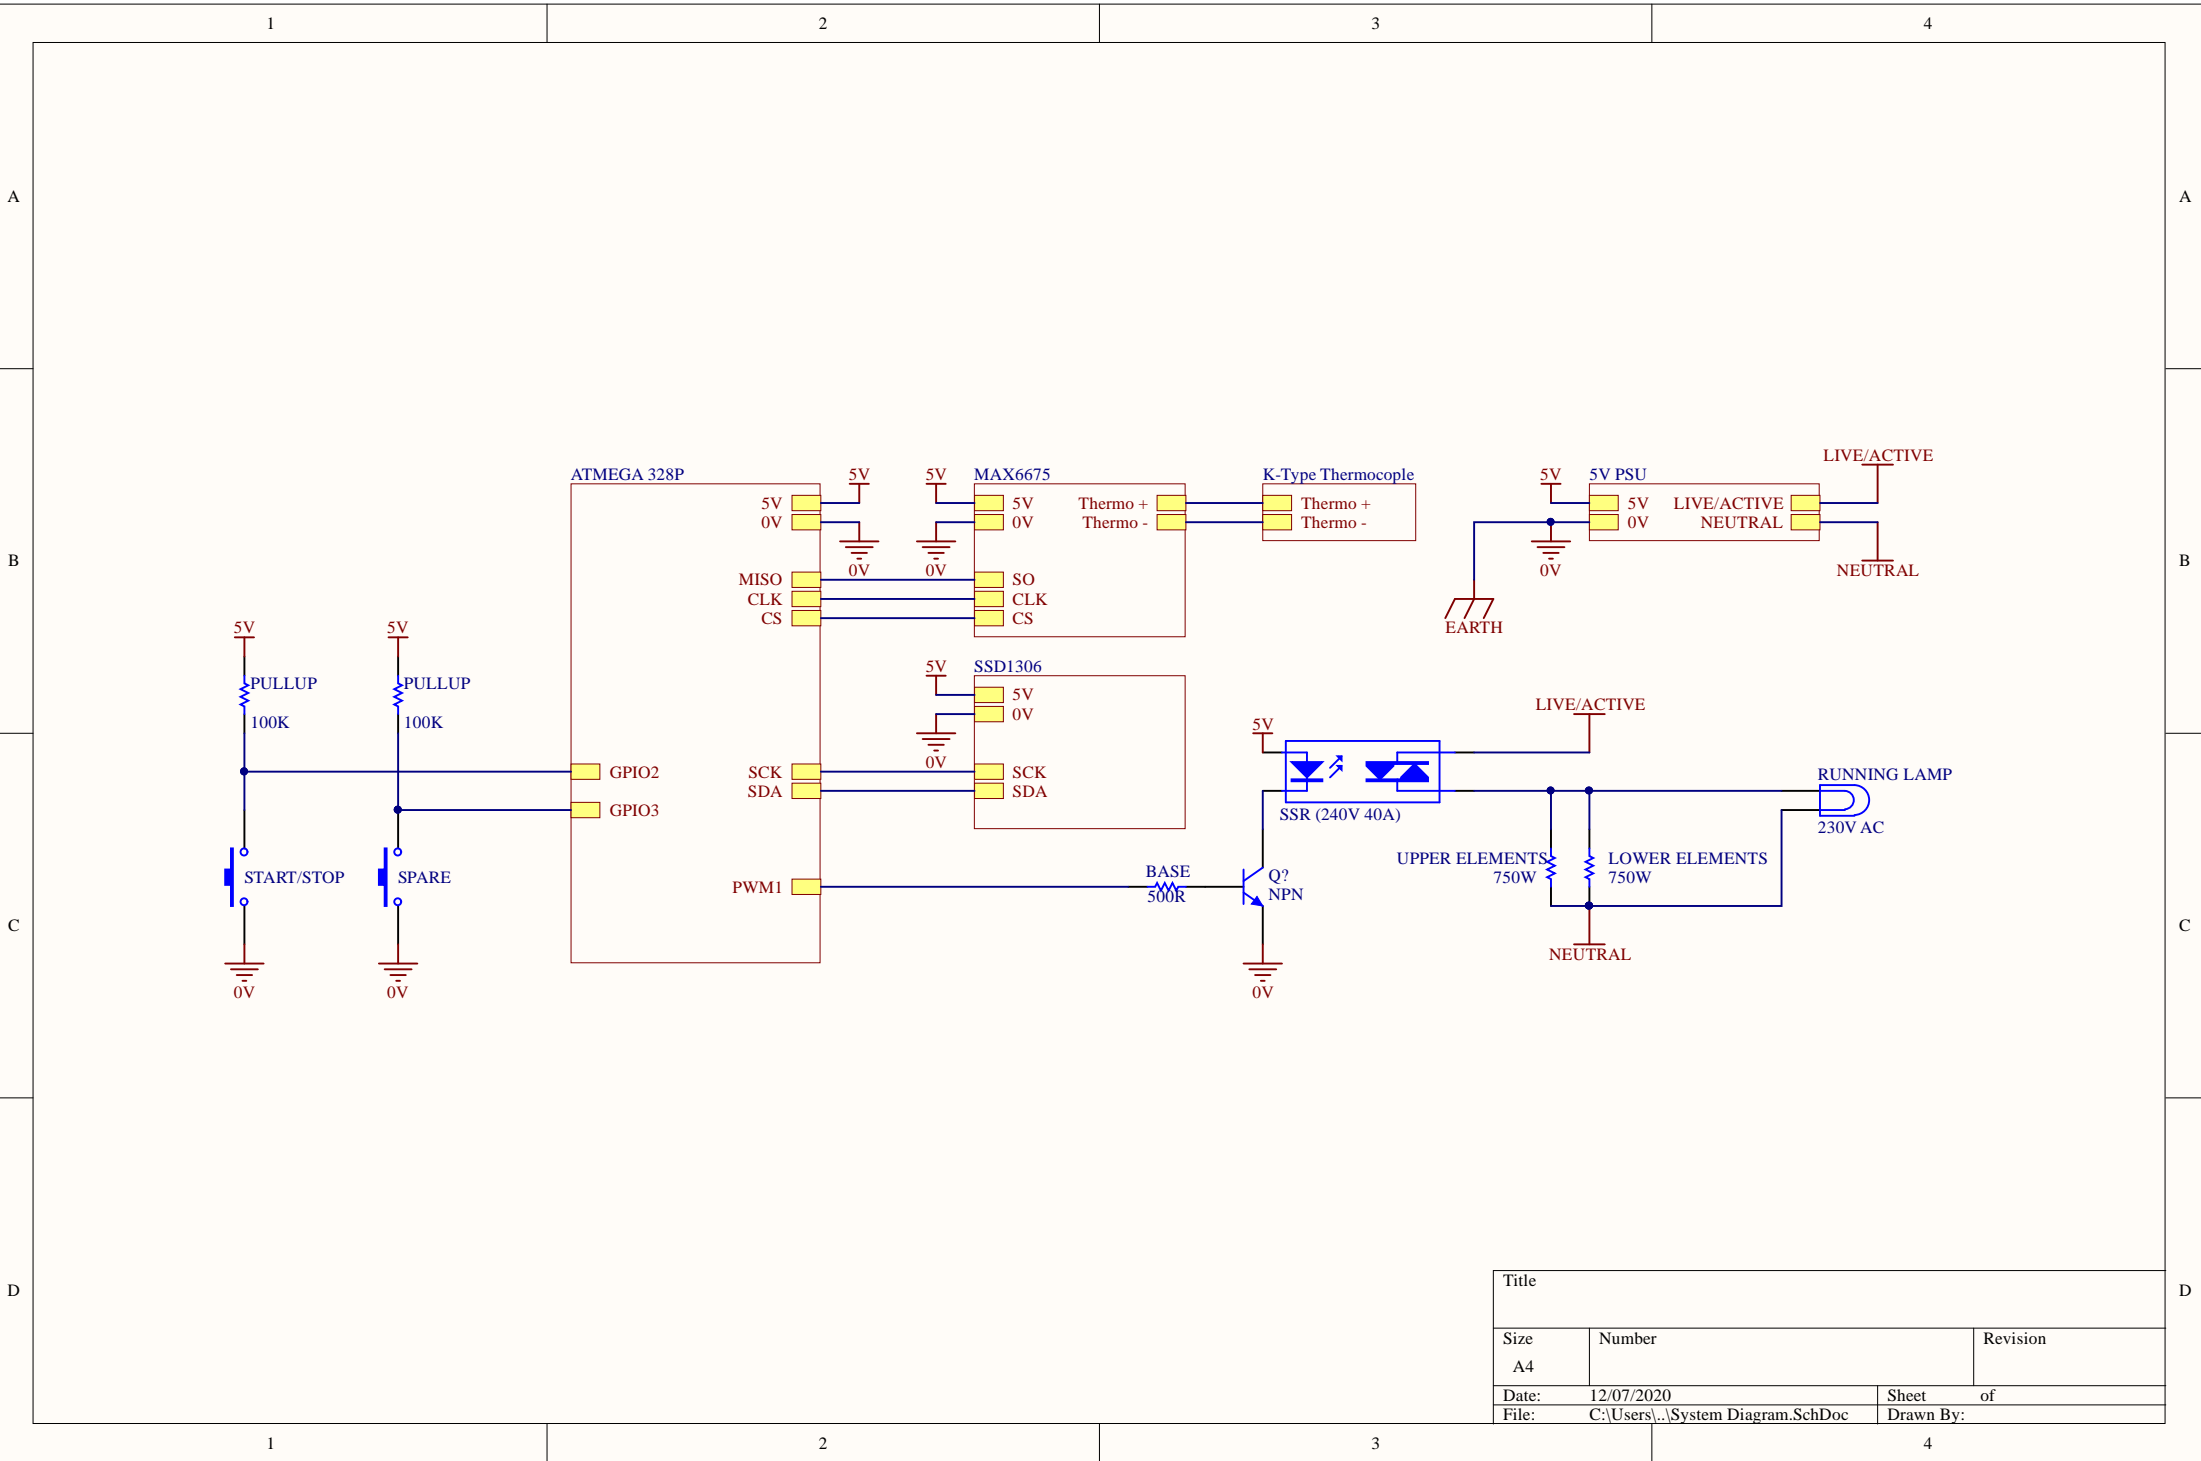 1 2 3 4
A A
B B
C C
D D
1 2 3 4
ATMEGA 328P
5V
0V
5V
0V
MISO
CLK
CS
GPIO2
GPIO3
SCK
SDA
PWM1
5V
0V
MAX6675
5V
0V
Thermo +
Thermo -
SO
CLK
CS
K-Type Thermocople
Thermo +
Thermo -
5V
0V
EARTH
5V PSU
5V
0V
LIVE/ACTIVE
NEUTRAL
LIVE/ACTIVE
NEUTRAL
5V
PULLUP
100K
START/STOP
0V
5V
PULLUP
100K
SPARE
0V
5V
0V
SSD1306
5V
0V
SCK
SDA
BASE
500R
Q?
NPN
0V
5V
SSR (240V 40A)
LIVE/ACTIVE
UPPER ELEMENTS
750W
LOWER ELEMENTS
750W
NEUTRAL
RUNNING LAMP
230V AC
Title
Size Number Revision
A4
Date: 12/07/2020 Sheet of
File: C:\Users\..\System Diagram.SchDoc Drawn By: